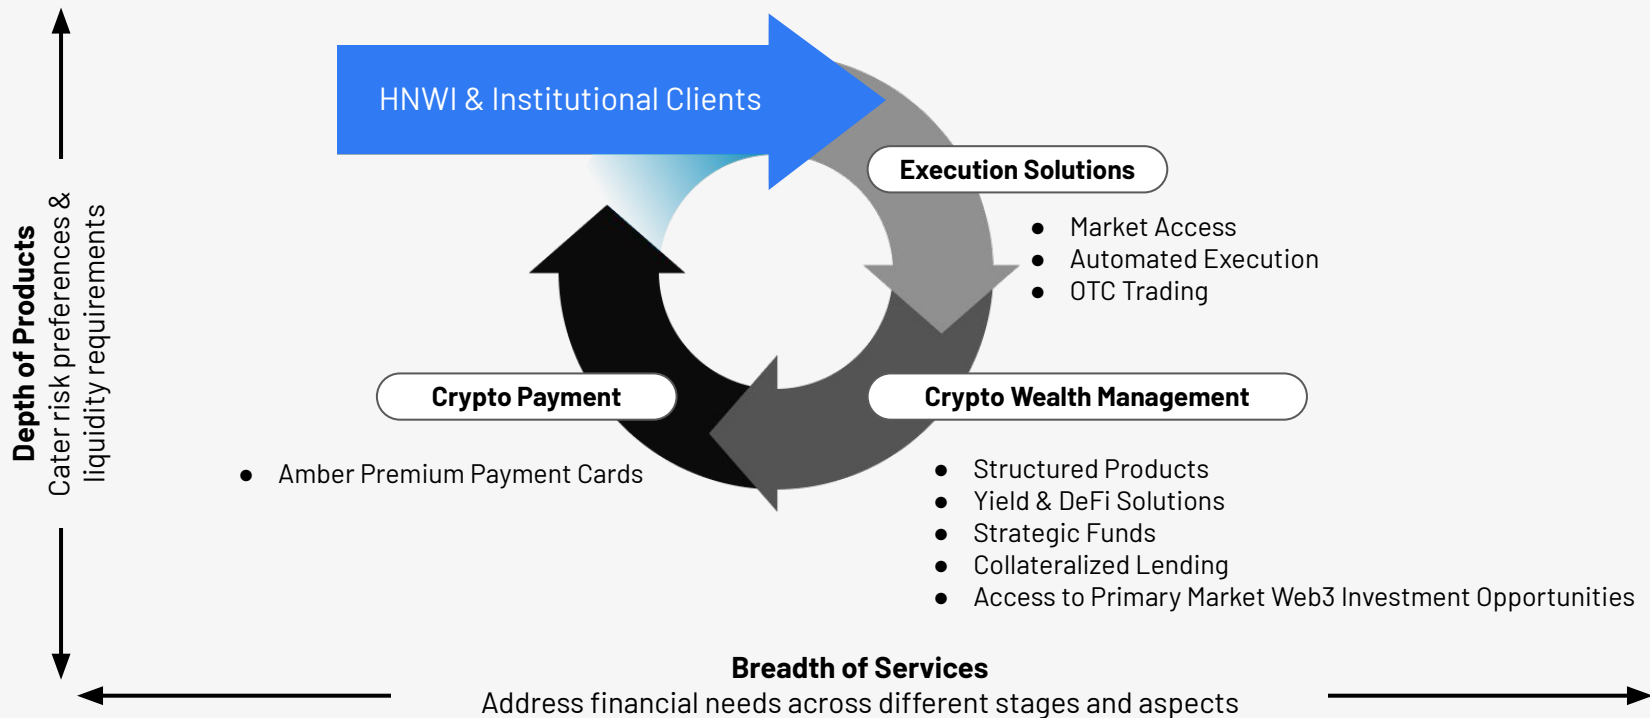 HNWI & Institutional Clients
Execution Solutions
● Market Access
● Automated Execution
● OTC Trading
Depth of Products
Cater risk preferences &
liquidity requirements
Crypto Payment
● Amber Premium Payment Cards
Crypto Wealth Management
● Structured Products
● Yield & DeFi Solutions
● Strategic Funds
● Collateralized Lending
● Access to Primary Market Web3 Investment Opportunities
Breadth of Services
Address financial needs across different stages and aspects